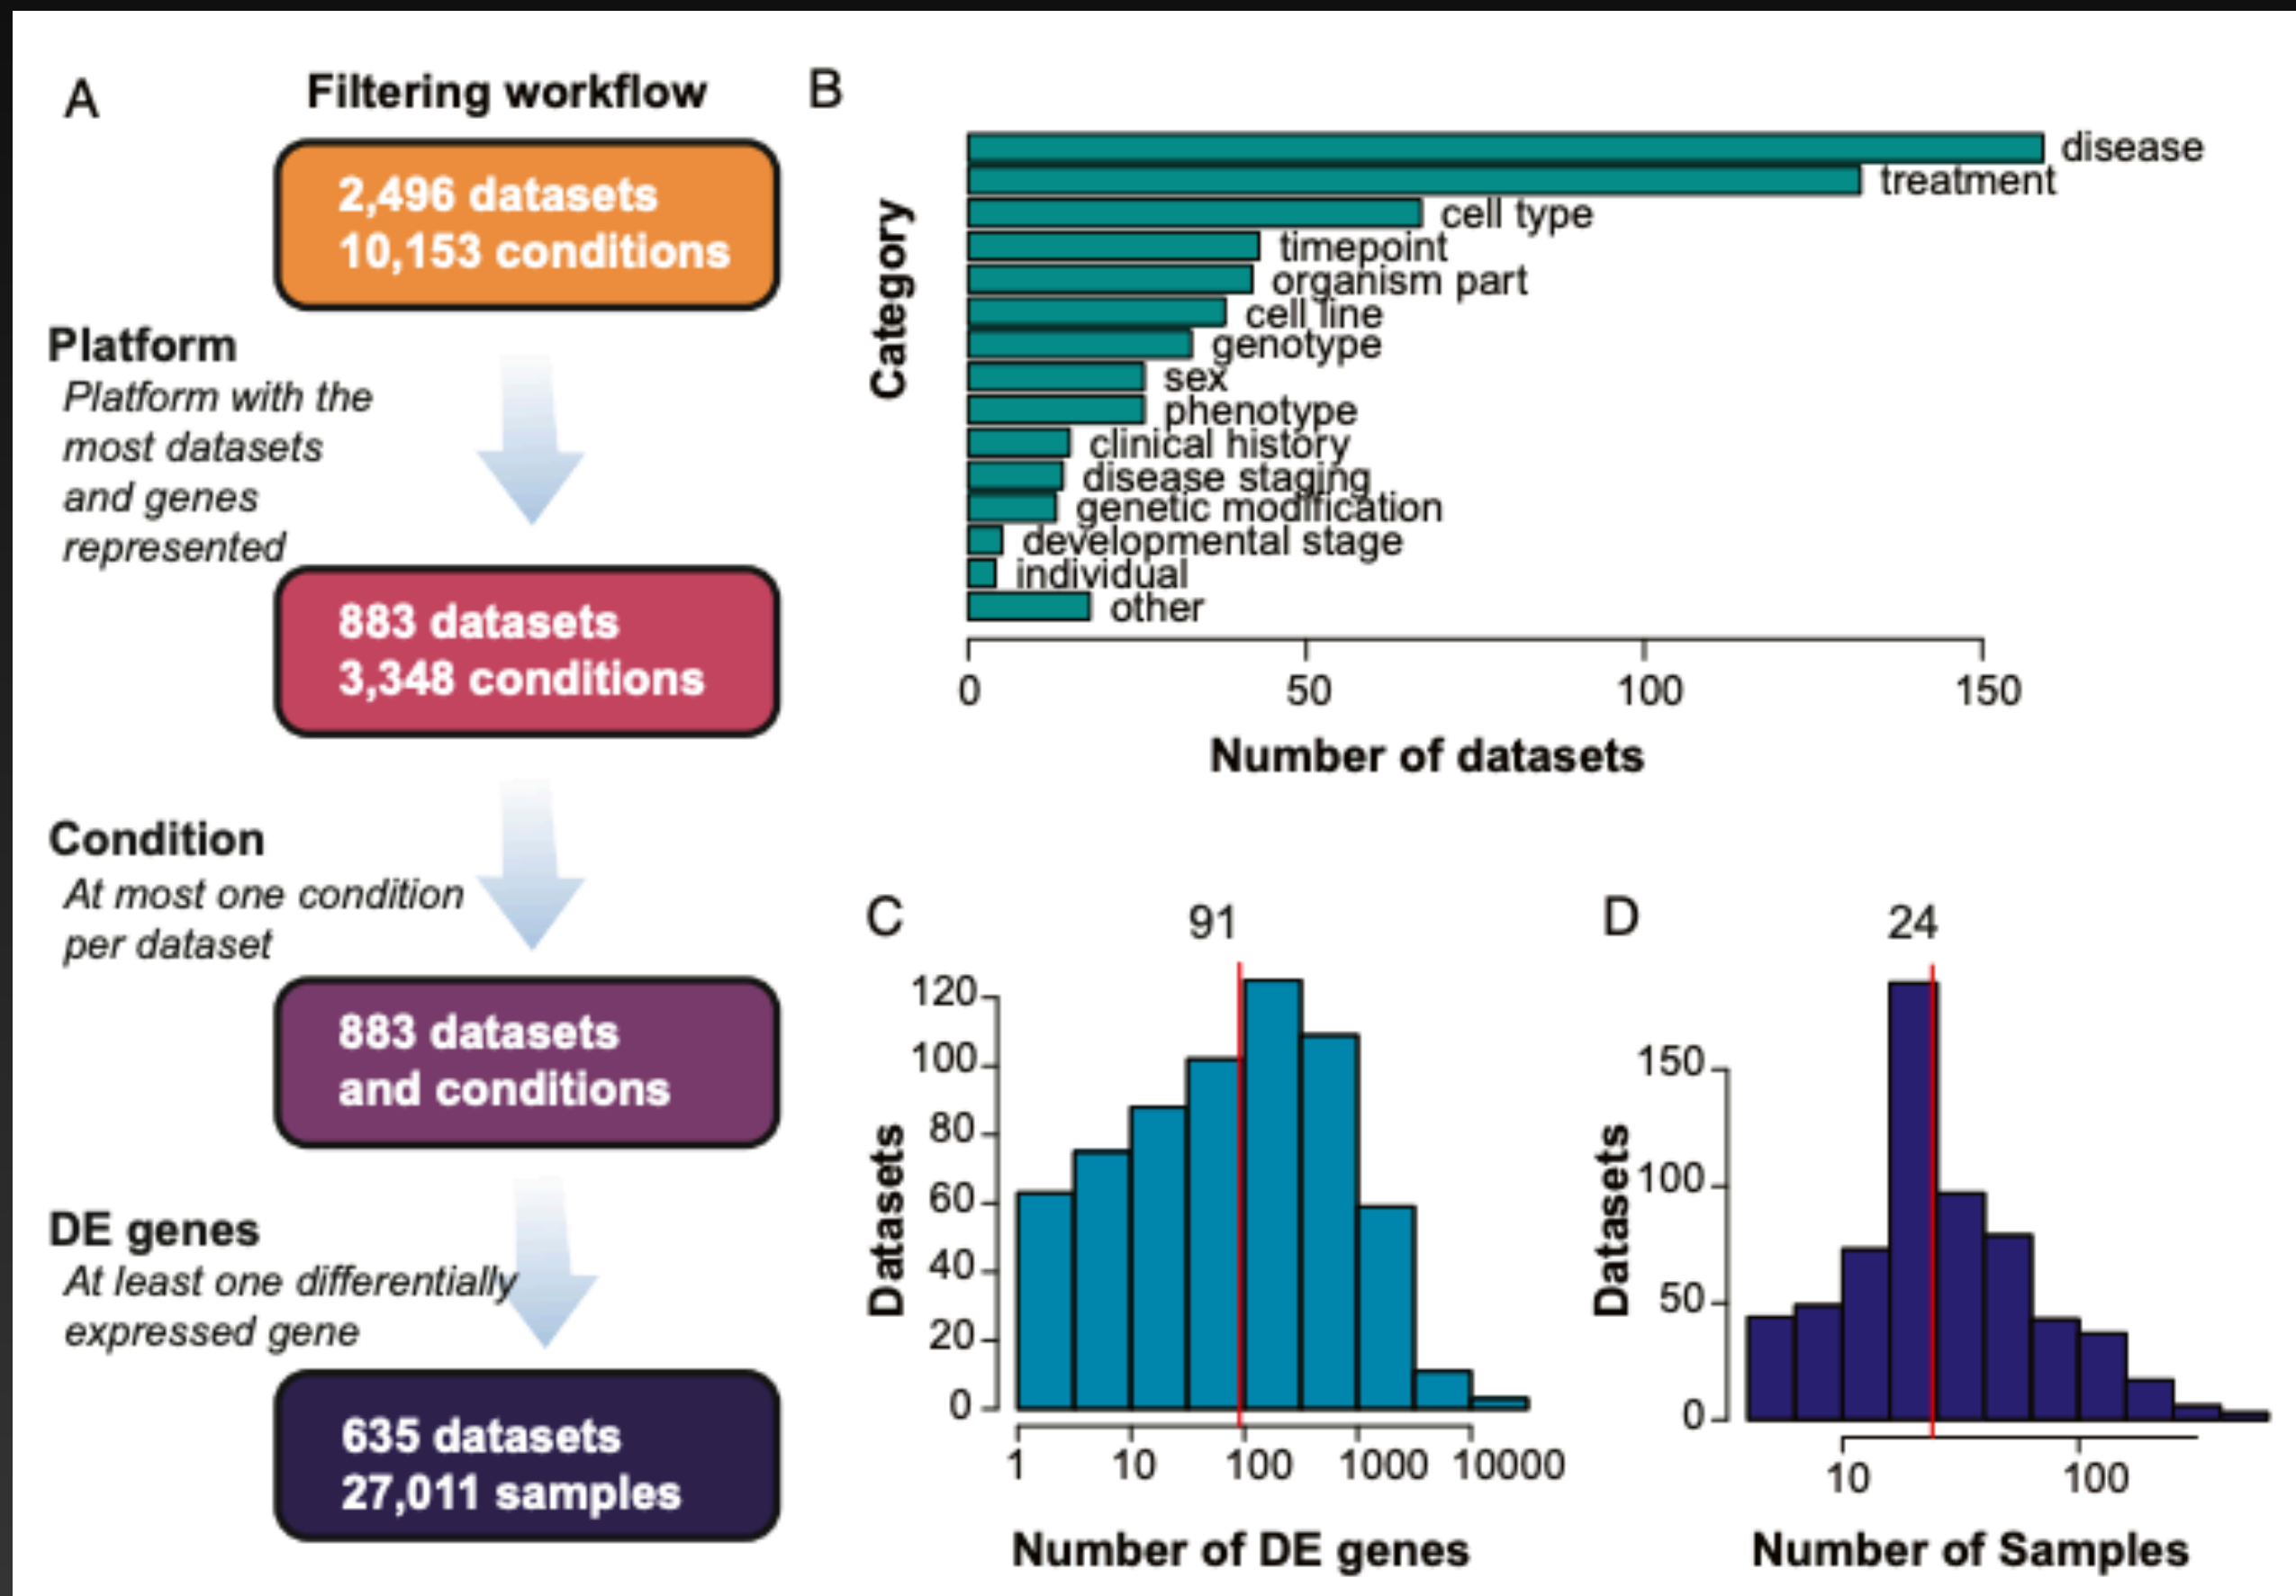 A
Filtering workflow
2,496 datasets
10,153 conditions
Platform
Platform with the
most datasets
and genes
represented
883 datasets
3,348 conditions
Condition
At most one condition
per dataset
883 datasets
and conditions
DE genes
At least one differentially
expressed gene
635 datasets
27,011 samples
B
Category
disease
treatment
cell type
timepoint
organism part
cell line
genotype
sex
phenotype
clinical history
disease staging
genetic modification
developmental stage
individual
other
0 50 100 150
Number of datasets
C
91
Datasets
120
100
80
60
40
20
0
1 10 100 1000 10000
Number of DE genes
D
24
Datasets
150
100
50
0
10 100
Number of Samples